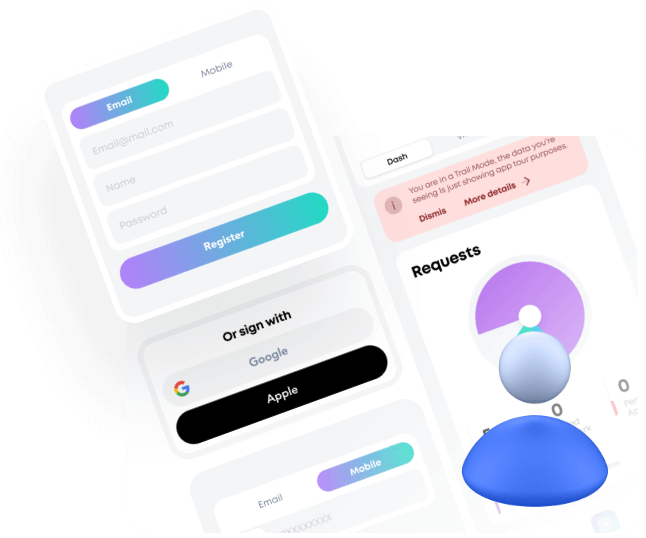 Email
Mobile
Email@mail.com
Name
Password
Register
Or sign with
Google
Apple
Email
Mobile
Dash
You are in a Trail Mode. the data you're
seeing is just showing app tour purposes.
Dismis
More details
Requests
0
0